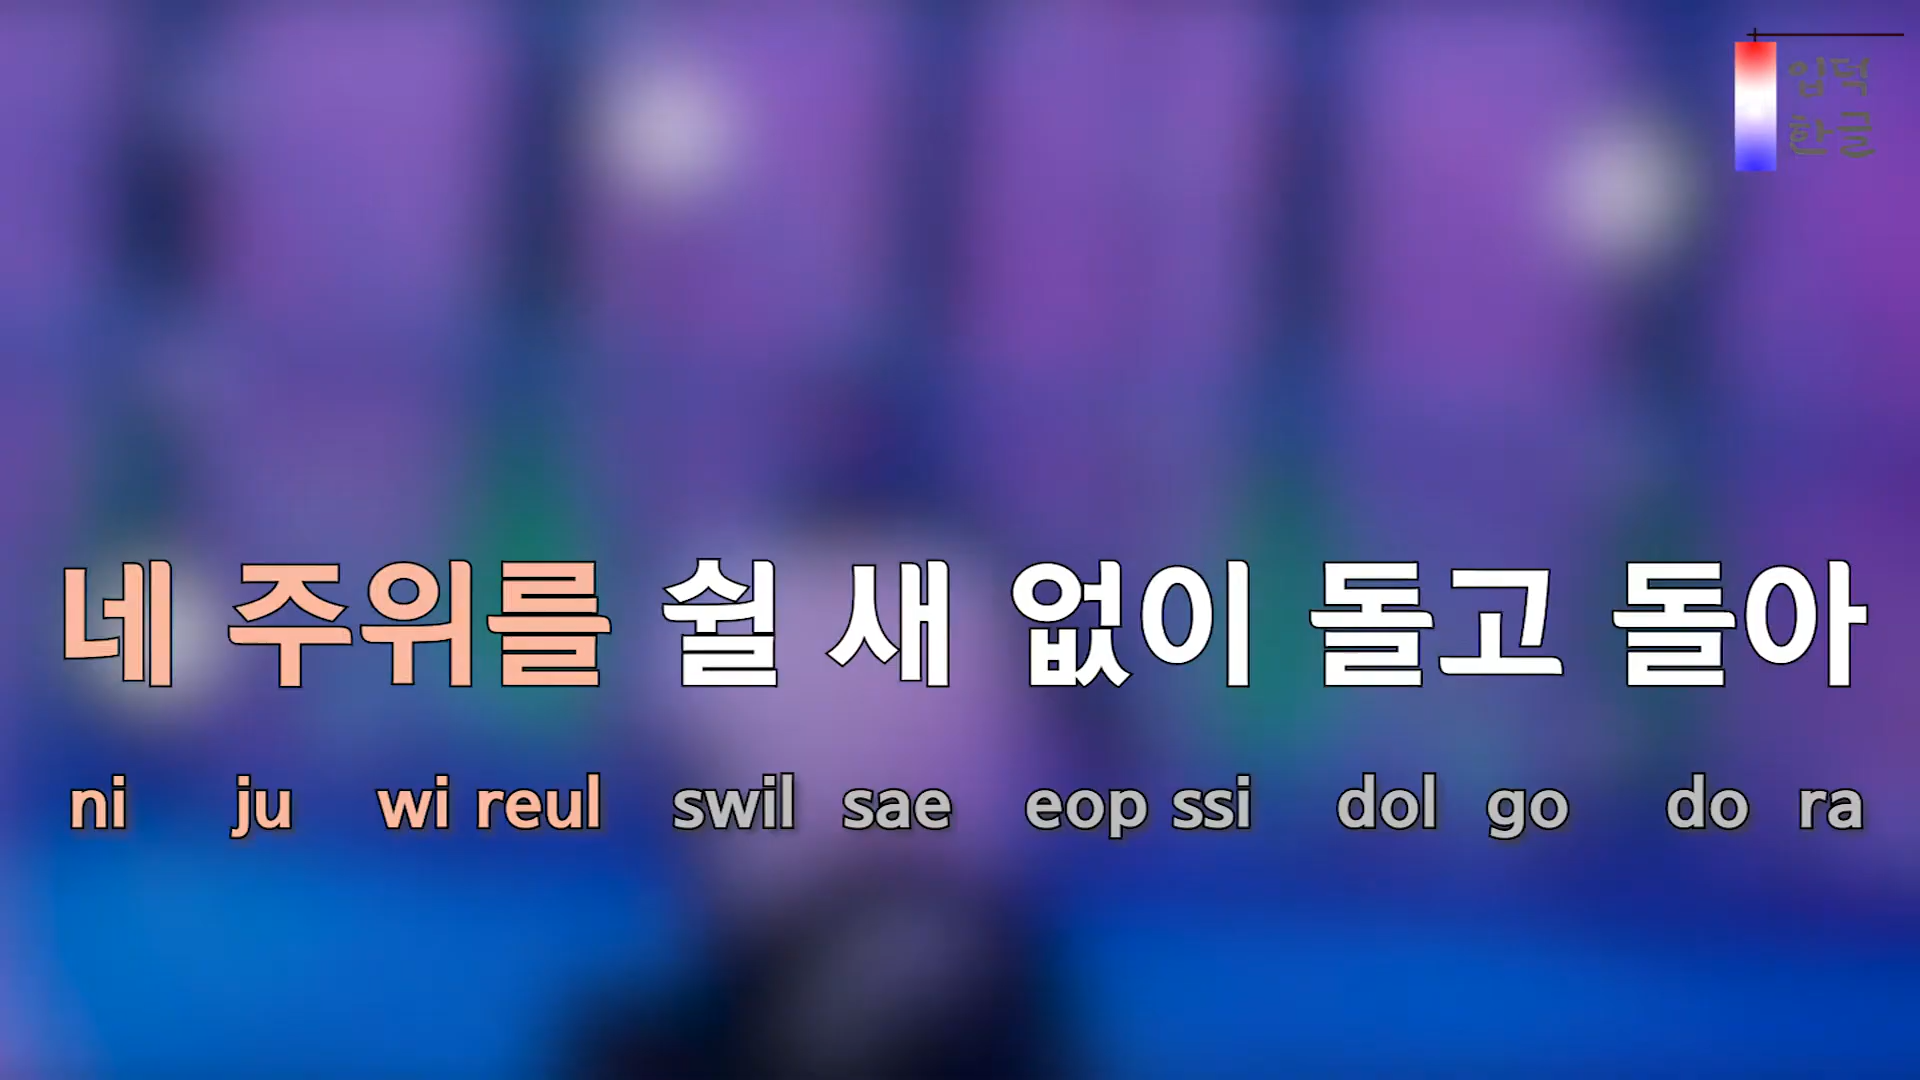 입덕
한글
네 주위를 쉴 새 없이 돌고 돌아
ni ju wi reul swil sae eop ssi dol go do ra